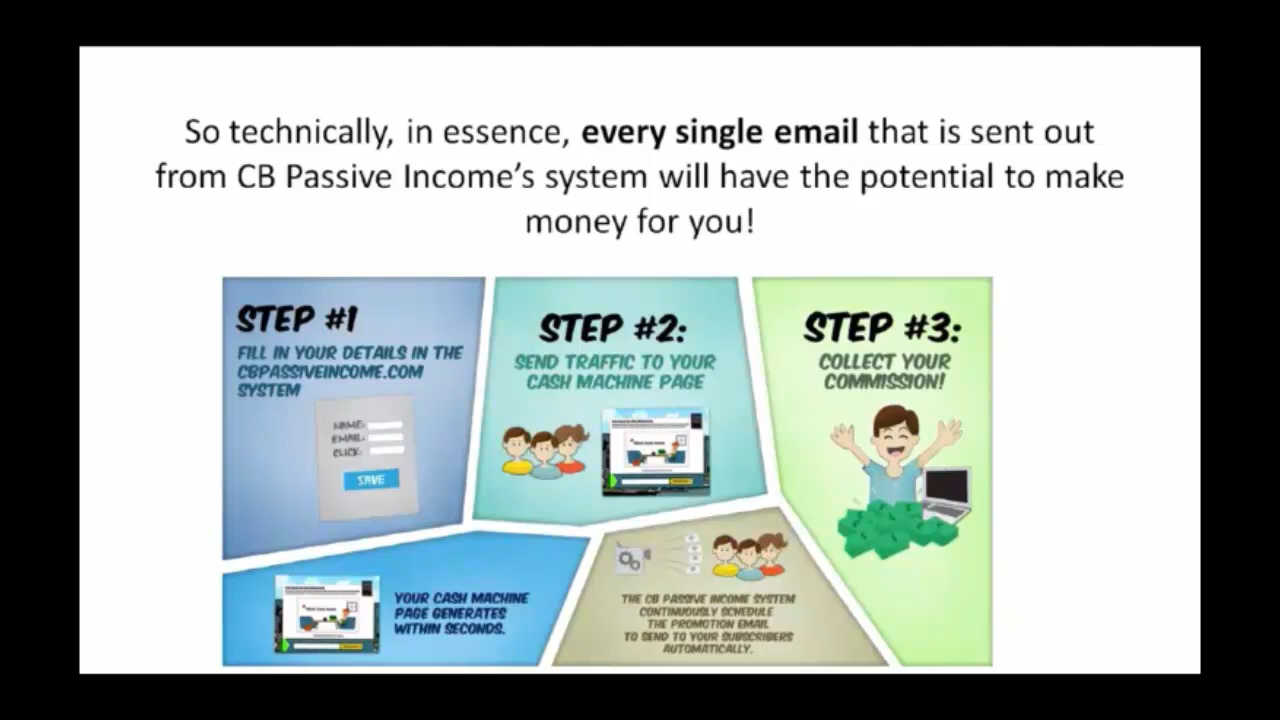 So technically, in essence, every single email that is sent out
from CB Passive Income's system will have the potential to make
money for you!
STEP #1
FILL IN YOUR DETAILS IN THE
CBPASSIVEINCOME.COM
SYSTEM
NAME:
EMAIL:
CLICK:
SAVE
STEP #2:
SEND TRAFFIC TO YOUR
CASH MACHINE PAGE
STEP #3:
COLLECT YOUR
COMMISSION!
YOUR CASH MACHINE
PAGE GENERATES
WITHIN SECONDS.
THE CB PASSIVE INCOME SYSTEM
CONTINUOUSLY SCHEDULE
THE PROMOTION EMAIL
TO SEND TO YOUR SUBSCRIBERS
AUTOMATICALLY.